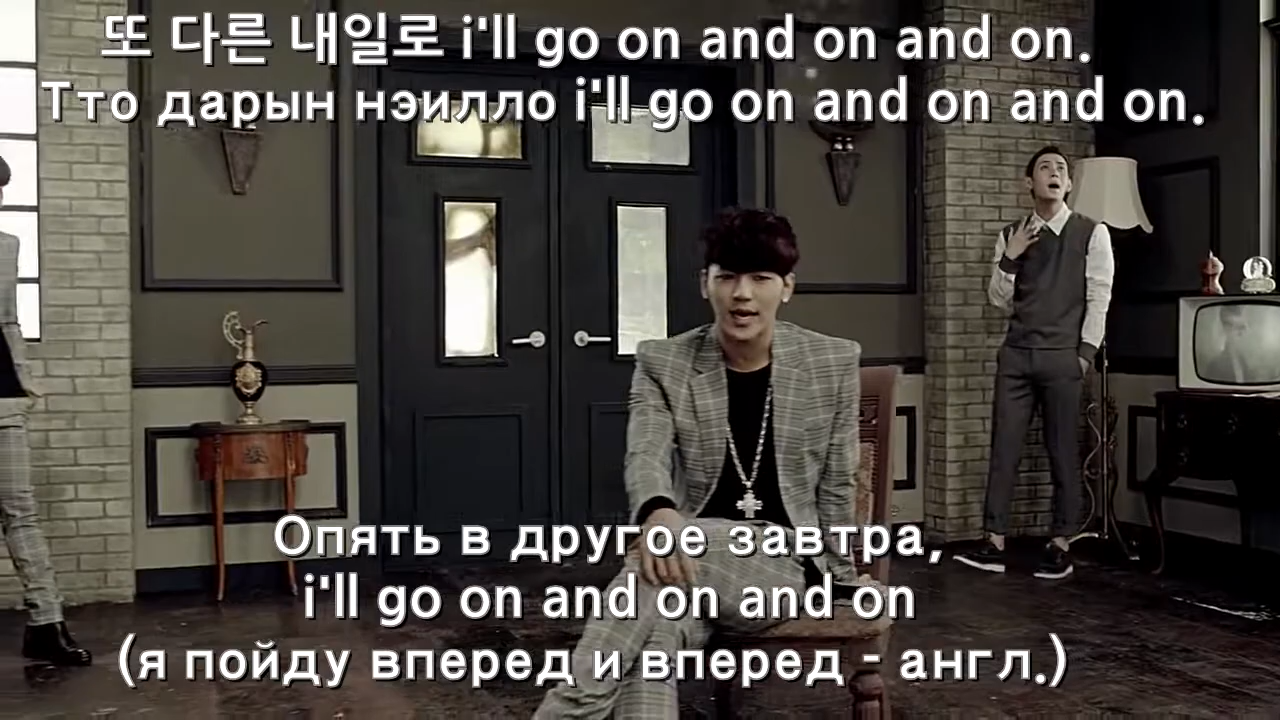 또 다른 내일로 i'll go on and on and on.
Тто дарын нэилло i'll go on and on and on.
Опять в другое завтра,
i'll go on and on and on
(я пойду вперед и вперед - англ.)